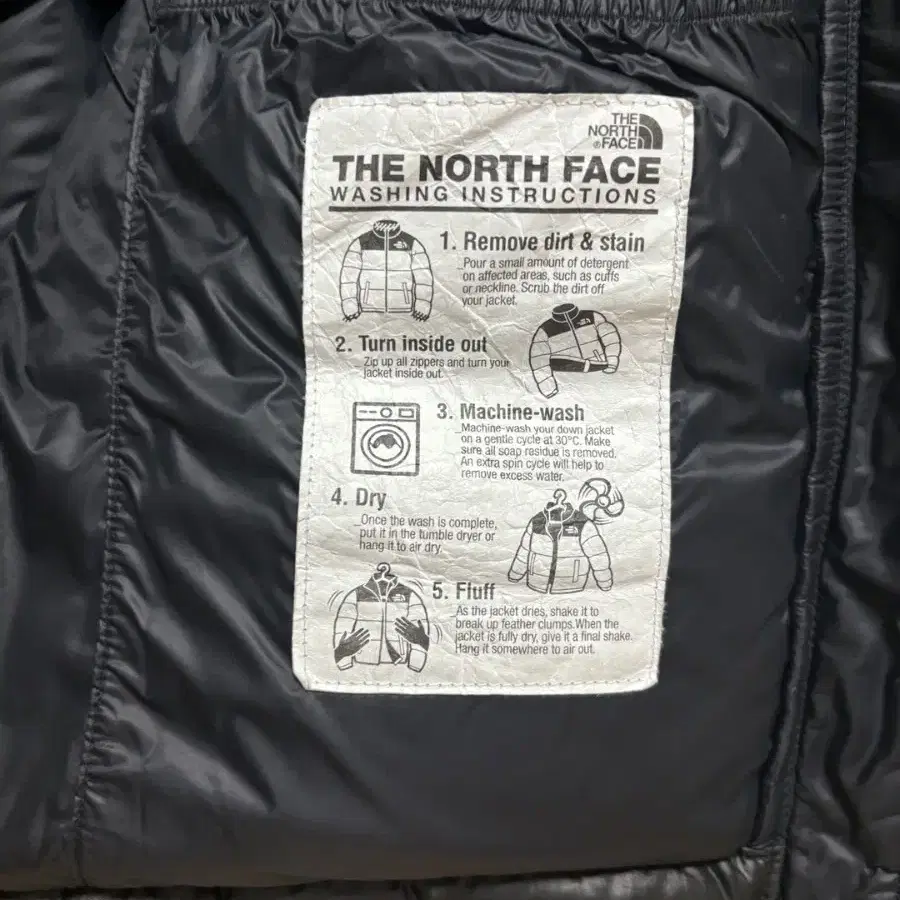 THE
NORTH
®FACE
THE NORTH FACE
WASHING INSTRUCTIONS
1. Remove dirt & stain
_Pour a small amount of detergent
on affected areas, such as cuffs
or neckline. Scrub the dirt off
your jacket.
2. Turn inside out
_Zip up all zippers and turn your
jacket inside out.
3. Machine-wash
_Machine-wash your down jacket
on a gentle cycle at 30°C. Make
sure all soap residue is removed.
An extra spin cycle will help to
remove excess water.
4. Dry
_Once the wash is complete,
put it in the tumble dryer or
hang it to air dry.
5. Fluff
_As the jacket dries, shake it to
break up feather clumps.When the
jacket is fully dry, give it a final shake.
Hang it somewhere to air out.